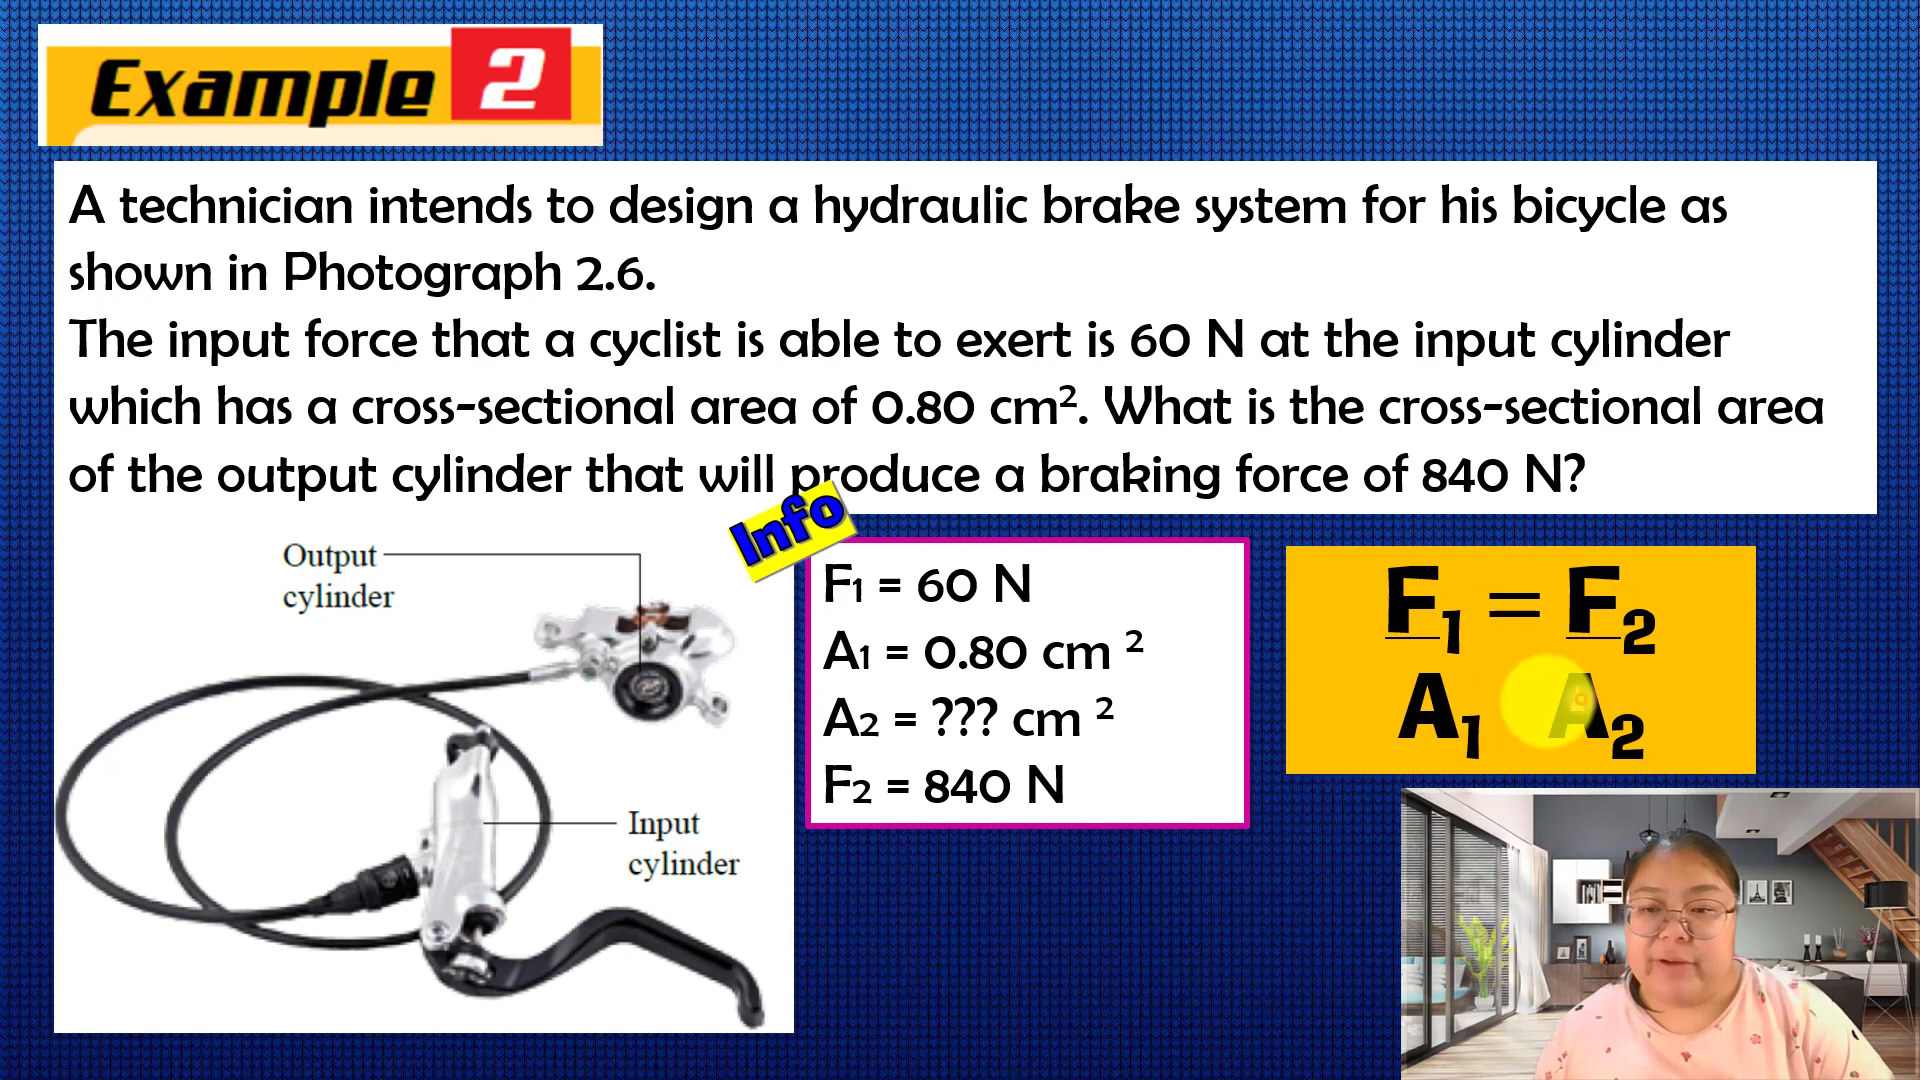 Example 2
A technician intends to design a hydraulic brake system for his bicycle as
shown in Photograph 2.6.
The input force that a cyclist is able to exert is 60 N at the input cylinder
which has a cross-sectional area of 0.80 cm². What is the cross-sectional area
of the output cylinder that will produce a braking force of 840 N?
Info
Output
cylinder
Input
cylinder
F₁ = 60 N
A₁ = 0.80 cm ²
A₂ = ??? cm ²
F₂ = 840 N
F₁ = F₂
A₁ A₂